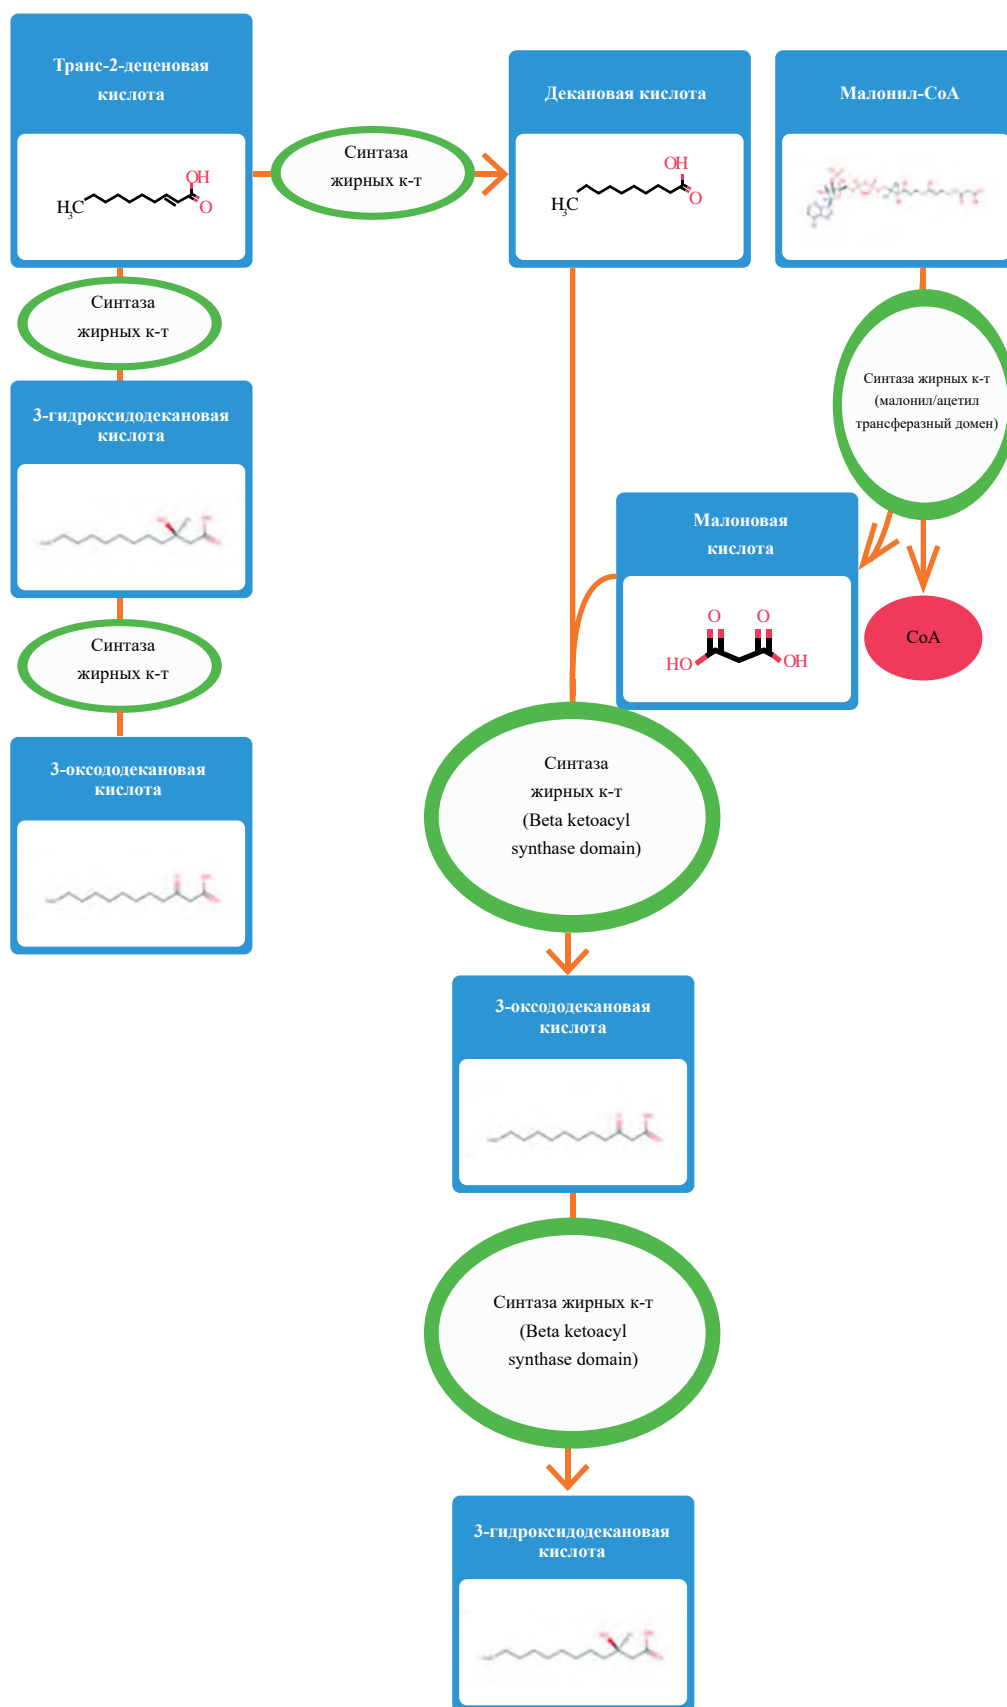 Транс-2-деценовая
кислота
OH
O
H3C
Синтаза
жирных к-т
Декановая кислота
OH
O
H3C
Малонил-CoA
Синтаза
жирных к-т
3-гидроксидодекановая
кислота
Синтаза
жирных к-т
3-оксододекановая
кислота
Синтаза жирных к-т
(малонил/ацетил
трансферазный домен)
Малоновая
кислота
O O
HO OH
CoA
Синтаза
жирных к-т
(Beta ketoacyl
synthase domain)
3-оксододекановая
кислота
Синтаза жирных к-т
(Beta ketoacyl
synthase domain)
3-гидроксидодекановая
кислота